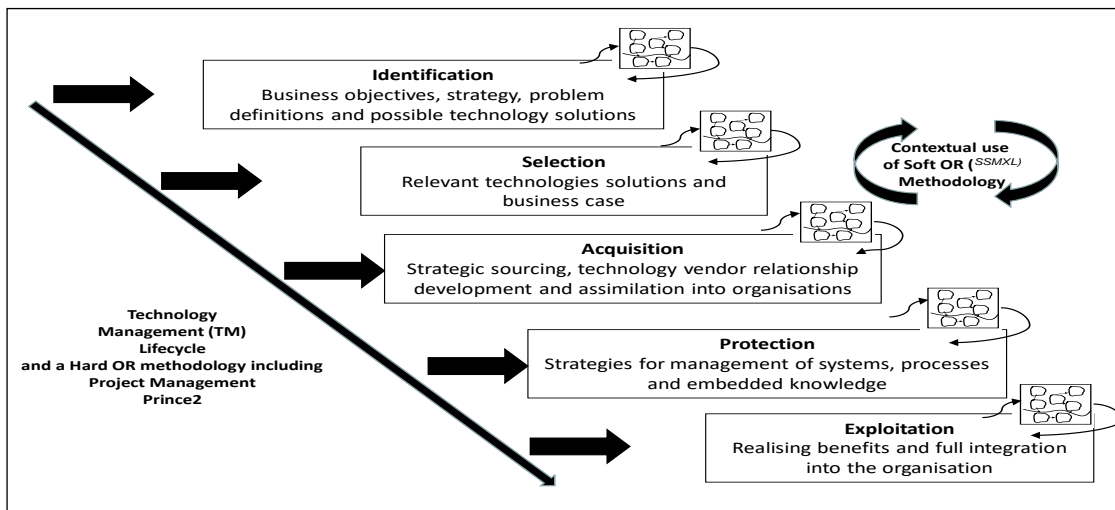 Identification
Business objectives, strategy, problem
definitions and possible technology solutions
Selection
Relevant technologies solutions and
business case
Contextual use
of Soft OR (SSMXL)
Methodology
Acquisition
Strategic sourcing, technology vendor relationship
development and assimilation into organisations
Technology
Management (TM)
Lifecycle
and a Hard OR methodology including
Project Management
Prince2
Protection
Strategies for management of systems, processes
and embedded knowledge
Exploitation
Realising benefits and full integration
into the organisation